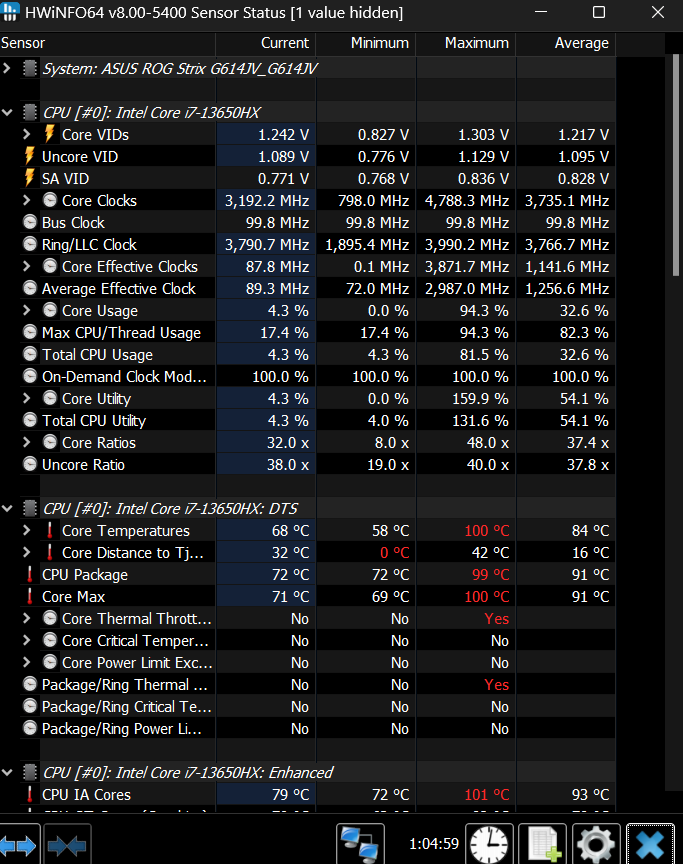 HWiNFO64 v8.00-5400 Sensor Status [1 value hidden]
Sensor Current Minimum Maximum Average
System: ASUS ROG Strix G614JV_G614JV
CPU [#0]: Intel Core i7-13650HX
Core VIDs 1.242 V 0.827 V 1.303 V 1.217 V
Uncore VID 1.089 V 0.776 V 1.129 V 1.095 V
SA VID 0.771 V 0.768 V 0.836 V 0.828 V
Core Clocks 3,192.2 MHz 798.0 MHz 4,788.3 MHz 3,735.1 MHz
Bus Clock 99.8 MHz 99.8 MHz 99.8 MHz 99.8 MHz
Ring/LLC Clock 3,790.7 MHz 1,895.4 MHz 3,990.2 MHz 3,766.7 MHz
Core Effective Clocks 87.8 MHz 0.1 MHz 3,871.7 MHz 1,141.6 MHz
Average Effective Clock 89.3 MHz 72.0 MHz 2,987.0 MHz 1,256.6 MHz
Core Usage 4.3 % 0.0 % 94.3 % 32.6 %
Max CPU/Thread Usage 17.4 % 17.4 % 94.3 % 82.3 %
Total CPU Usage 4.3 % 4.3 % 81.5 % 32.6 %
On-Demand Clock Mod... 100.0 % 100.0 % 100.0 % 100.0 %
Core Utility 4.3 % 0.0 % 159.9 % 54.1 %
Total CPU Utility 4.3 % 4.0 % 131.6 % 54.1 %
Core Ratios 32.0 x 8.0 x 48.0 x 37.4 x
Uncore Ratio 38.0 x 19.0 x 40.0 x 37.8 x
CPU [#0]: Intel Core i7-13650HX: DTS
Core Temperatures 68 °C 58 °C 100 °C 84 °C
Core Distance to Tj... 32 °C 0 °C 42 °C 16 °C
CPU Package 72 °C 72 °C 99 °C 91 °C
Core Max 71 °C 69 °C 100 °C 91 °C
Core Thermal Thrott... No No Yes
Core Critical Temper... No No No
Core Power Limit Exc... No No No
Package/Ring Thermal ... No No Yes
Package/Ring Critical Te... No No No
Package/Ring Power Li... No No No
CPU [#0]: Intel Core i7-13650HX: Enhanced
CPU IA Cores 79 °C 72 °C 101 °C 93 °C
1:04:59